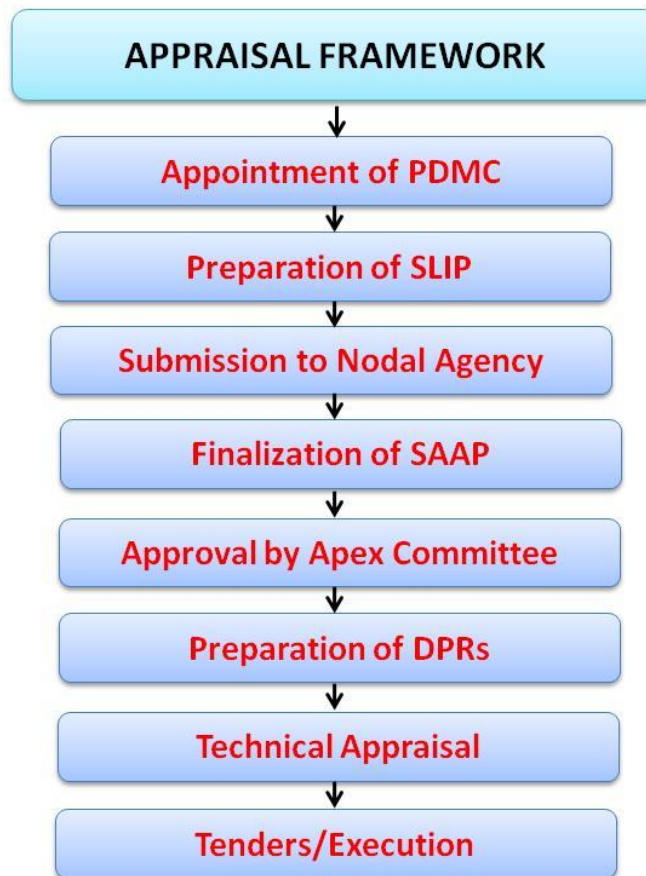 APPRAISAL FRAMEWORK
Appointment of PDMC
Preparation of SLIP
Submission to Nodal Agency
Finalization of SAAP
Approval by Apex Committee
Preparation of DPRs
Technical Appraisal
Tenders/Execution